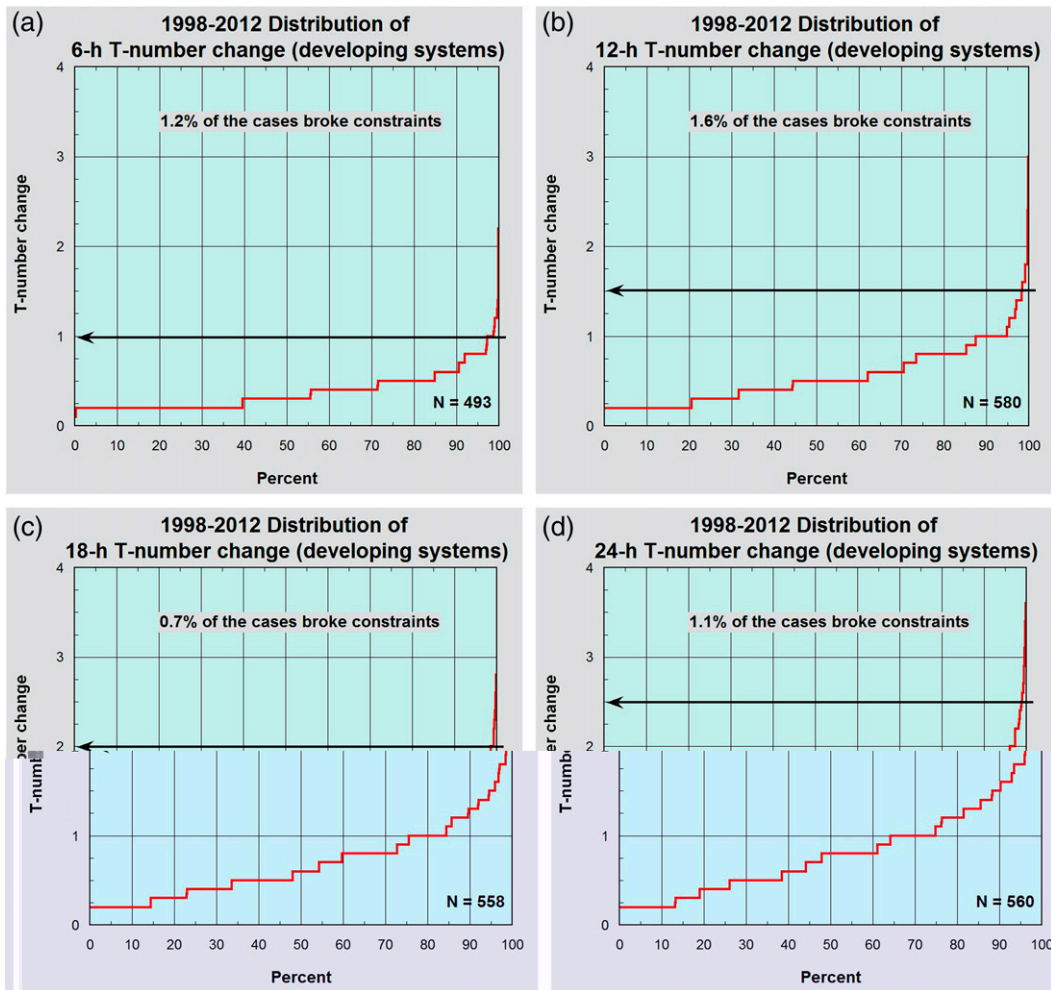 (a)
1998-2012 Distribution of
6-h T-number change (developing systems)
4
3
2
1
0
T-number change
1.2% of the cases broke constraints
N = 493
0 10 20 30 40 50 60 70 80 90 100
Percent
(b)
1998-2012 Distribution of
12-h T-number change (developing systems)
4
3
2
1
0
T-number change
1.6% of the cases broke constraints
N = 580
0 10 20 30 40 50 60 70 80 90 100
Percent
(c)
1998-2012 Distribution of
18-h T-number change (developing systems)
4
3
2
1
0
number change
T-numb
0.7% of the cases broke constraints
N = 558
0 10 20 30 40 50 60 70 80 90 100
Percent
(d)
1998-2012 Distribution of
24-h T-number change (developing systems)
4
3
2
1
0
number change
T-numb
1.1% of the cases broke constraints
N = 560
0 10 20 30 40 50 60 70 80 90 100
Percent